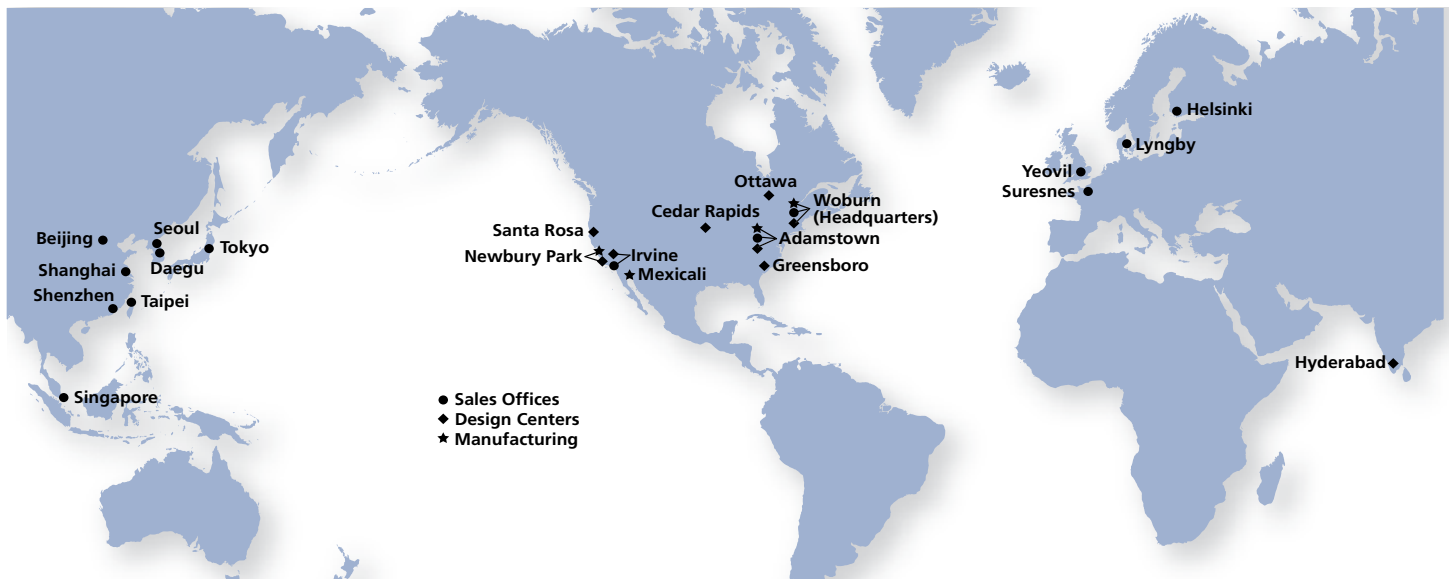 Helsinki
Lyngby
Yeovil
Suresnes
Ottawa
Woburn
(Headquarters)
Cedar Rapids
Adamstown
Santa Rosa
Newbury Park
Irvine
Greensboro
Mexicali
Beijing
Seoul
Tokyo
Daegu
Shanghai
Shenzhen
Taipei
Hyderabad
Singapore
Sales Offices
Design Centers
Manufacturing